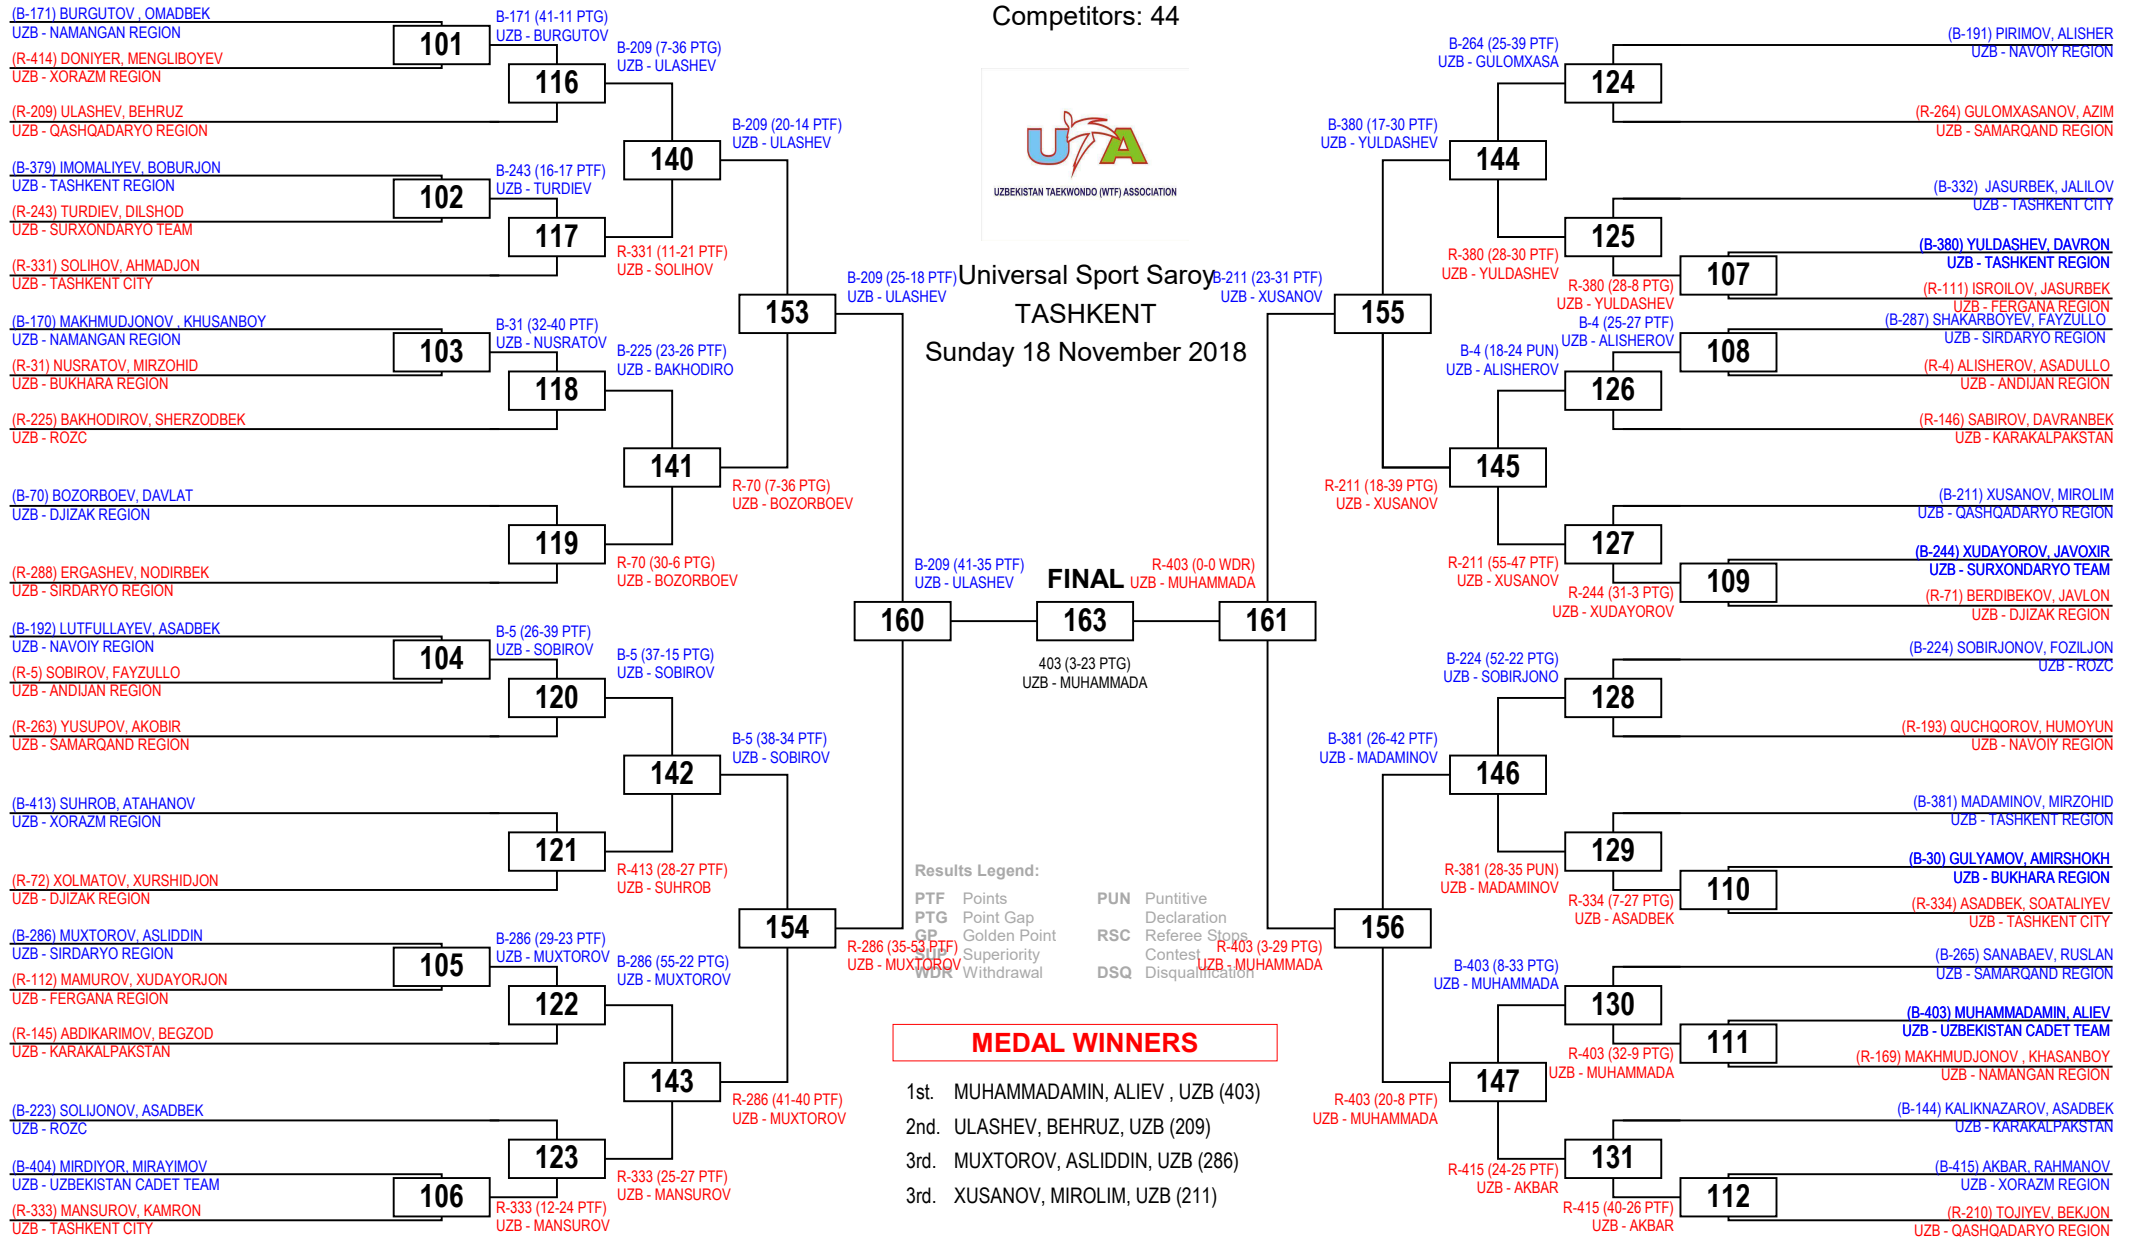 Competitors: 44
UTA
UZBEKISTAN TAEKWONDO (WTF) ASSOCIATION
Universal Sport Saroy
TASHKENT
Sunday 18 November 2018
(B-171) BURGUTOV , OMADBEK
UZB - NAMANGAN REGION
(R-414) DONIYER, MENGLIBOYEV
UZB - XORAZM REGION
(R-209) ULASHEV, BEHRUZ
UZB - QASHQADARYO REGION
(B-379) IMOMALIYEV, BOBURJON
UZB - TASHKENT REGION
(R-243) TURDIEV, DILSHOD
UZB - SURXONDARYO TEAM
(R-331) SOLIHOV, AHMADJON
UZB - TASHKENT CITY
(B-170) MAKHMUDJONOV , KHUSANBOY
UZB - NAMANGAN REGION
(R-31) NUSRATOV, MIRZOHID
UZB - BUKHARA REGION
(R-225) BAKHODIROV, SHERZODBEK
UZB - ROZC
(B-70) BOZORBOEV, DAVLAT
UZB - DJIZAK REGION
(R-288) ERGASHEV, NODIRBEK
UZB - SIRDARYO REGION
(B-192) LUTFULLAYEV, ASADBEK
UZB - NAVOIY REGION
(R-5) SOBIROV, FAYZULLO
UZB - ANDIJAN REGION
(R-263) YUSUPOV, AKOBIR
UZB - SAMARQAND REGION
(B-413) SUHROB, ATAHANOV
UZB - XORAZM REGION
(R-72) XOLMATOV, XURSHIDJON
UZB - DJIZAK REGION
(B-286) MUXTOROV, ASLIDDIN
UZB - SIRDARYO REGION
(R-112) MAMUROV, XUDAYORJON
UZB - FERGANA REGION
(R-145) ABDIKARIMOV, BEGZOD
UZB - KARAKALPAKSTAN
(B-223) SOLIJONOV, ASADBEK
UZB - ROZC
(B-404) MIRDIYOR, MIRAYIMOV
UZB - UZBEKISTAN CADET TEAM
(R-333) MANSUROV, KAMRON
UZB - TASHKENT CITY
101
102
103
104
105
106
B-171 (41-11 PTG)
UZB - BURGUTOV
B-243 (16-17 PTF)
UZB - TURDIEV
B-31 (32-40 PTF)
UZB - NUSRATOV
B-5 (26-39 PTF)
UZB - SOBIROV
B-286 (29-23 PTF)
UZB - MUXTOROV
R-333 (12-24 PTF)
UZB - MANSUROV
116
117
118
119
120
121
122
123
B-209 (7-36 PTG)
UZB - ULASHEV
R-331 (11-21 PTF)
UZB - SOLIHOV
B-225 (23-26 PTF)
UZB - BAKHODIRO
R-70 (30-6 PTG)
UZB - BOZORBOEV
B-5 (37-15 PTG)
UZB - SOBIROV
R-413 (28-27 PTF)
UZB - SUHROB
B-286 (55-22 PTG)
UZB - MUXTOROV
R-333 (25-27 PTF)
UZB - MANSUROV
140
141
142
143
B-209 (20-14 PTF)
UZB - ULASHEV
R-70 (7-36 PTG)
UZB - BOZORBOEV
B-5 (38-34 PTF)
UZB - SOBIROV
R-286 (41-40 PTF)
UZB - MUXTOROV
153
154
B-209 (25-18 PTF)
UZB - ULASHEV
R-286 (35-53 PTF)
UZB - MUXTOROV
160
B-209 (41-35 PTF)
UZB - ULASHEV
FINAL
163
403 (3-23 PTG)
UZB - MUHAMMADA
R-403 (0-0 WDR)
UZB - MUHAMMADA
161
B-211 (23-31 PTF)
UZB - XUSANOV
R-403 (3-29 PTG)
UZB - MUHAMMADA
155
156
B-380 (17-30 PTF)
UZB - YULDASHEV
R-211 (18-39 PTG)
UZB - XUSANOV
B-381 (26-42 PTF)
UZB - MADAMINOV
R-403 (20-8 PTF)
UZB - MUHAMMADA
144
145
146
147
B-264 (25-39 PTF)
UZB - GULOMXASA
R-380 (28-30 PTF)
UZB - YULDASHEV
B-4 (18-24 PUN)
UZB - ALISHEROV
R-211 (55-47 PTF)
UZB - XUSANOV
B-224 (52-22 PTG)
UZB - SOBIRJONO
R-381 (28-35 PUN)
UZB - MADAMINOV
B-403 (8-33 PTG)
UZB - MUHAMMADA
R-415 (24-25 PTF)
UZB - AKBAR
124
125
126
127
128
129
130
131
R-380 (28-8 PTG)
UZB - YULDASHEV
B-4 (25-27 PTF)
UZB - ALISHEROV
R-244 (31-3 PTG)
UZB - XUDAYOROV
R-334 (7-27 PTG)
UZB - ASADBEK
R-403 (32-9 PTG)
UZB - MUHAMMADA
R-415 (40-26 PTF)
UZB - AKBAR
107
108
109
110
111
112
(B-191) PIRIMOV, ALISHER
UZB - NAVOIY REGION
(R-264) GULOMXASANOV, AZIM
UZB - SAMARQAND REGION
(B-332) JASURBEK, JALILOV
UZB - TASHKENT CITY
(B-380) YULDASHEV, DAVRON
UZB - TASHKENT REGION
(R-111) ISROILOV, JASURBEK
UZB - FERGANA REGION
(B-287) SHAKARBOYEV, FAYZULLO
UZB - SIRDARYO REGION
(R-4) ALISHEROV, ASADULLO
UZB - ANDIJAN REGION
(R-146) SABIROV, DAVRANBEK
UZB - KARAKALPAKSTAN
(B-211) XUSANOV, MIROLIM
UZB - QASHQADARYO REGION
(B-244) XUDAYOROV, JAVOXIR
UZB - SURXONDARYO TEAM
(R-71) BERDIBEKOV, JAVLON
UZB - DJIZAK REGION
(B-224) SOBIRJONOV, FOZILJON
UZB - ROZC
(R-193) QUCHQOROV, HUMOYUN
UZB - NAVOIY REGION
(B-381) MADAMINOV, MIRZOHID
UZB - TASHKENT REGION
(B-30) GULYAMOV, AMIRSHOKH
UZB - BUKHARA REGION
(R-334) ASADBEK, SOATALIYEV
UZB - TASHKENT CITY
(B-265) SANABAEV, RUSLAN
UZB - SAMARQAND REGION
(B-403) MUHAMMADAMIN, ALIEV
UZB - UZBEKISTAN CADET TEAM
(R-169) MAKHMUDJONOV , KHASANBOY
UZB - NAMANGAN REGION
(B-144) KALIKNAZAROV, ASADBEK
UZB - KARAKALPAKSTAN
(B-415) AKBAR, RAHMANOV
UZB - XORAZM REGION
(R-210) TOJIYEV, BEKJON
UZB - QASHQADARYO REGION
Results Legend:
PTF Points
PTG Point Gap
GP Golden Point
SUP Superiority
WDR Withdrawal
PUN Puntitive
Declaration
RSC Referee Stops
Contest
DSQ Disqualification
MEDAL WINNERS
1st. MUHAMMADAMIN, ALIEV , UZB (403)
2nd. ULASHEV, BEHRUZ, UZB (209)
3rd. MUXTOROV, ASLIDDIN, UZB (286)
3rd. XUSANOV, MIROLIM, UZB (211)